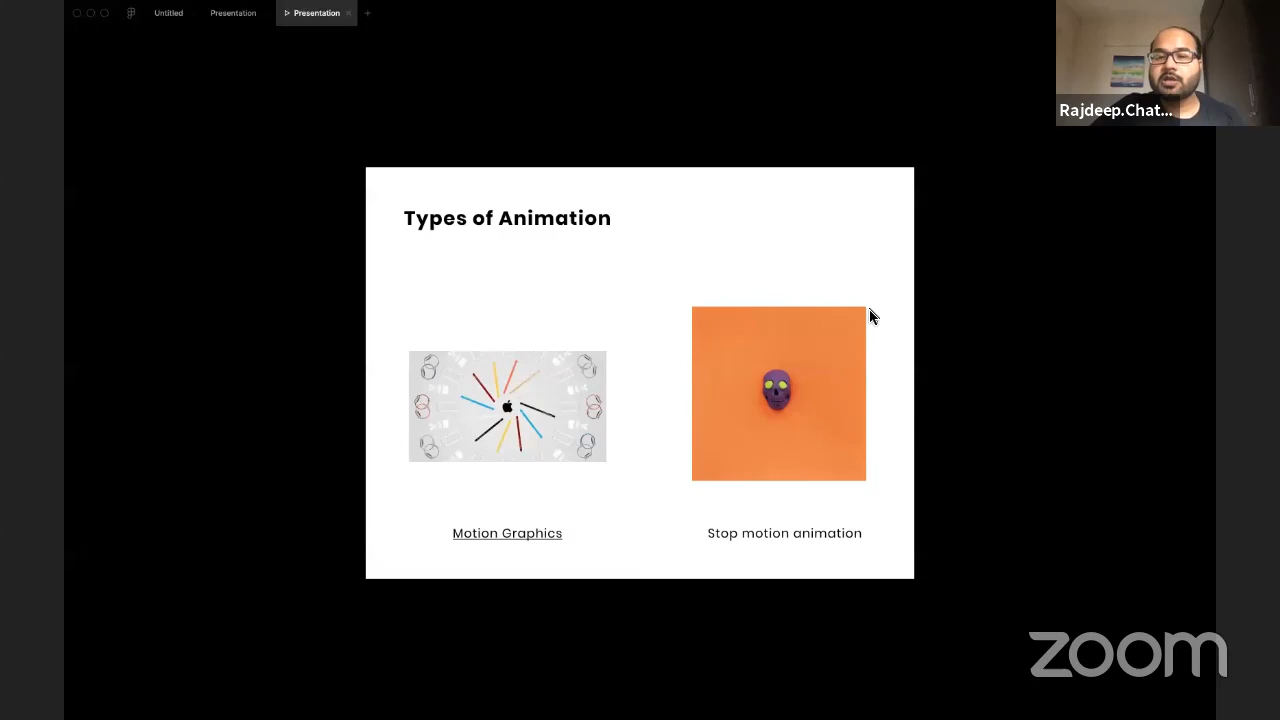 Untitled
Presentation
Presentation
Rajdeep.Chat...
Types of Animation
Motion Graphics
Stop motion animation
zoom